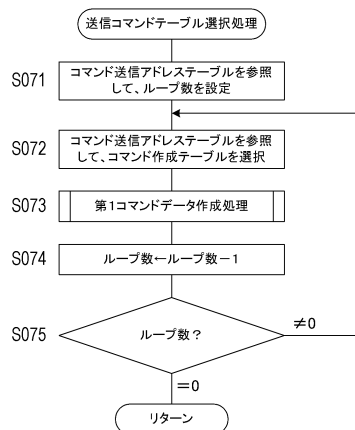 送信コマンドテーブル選択処理
S071
コマンド送信アドレステーブルを参照
して、ループ数を設定
S072
コマンド送信アドレステーブルを参照
して、コマンド作成テーブルを選択
S073
第1コマンドデータ作成処理
S074
ループ数←ループ数－1
S075
ループ数？
≠0
＝0
リターン